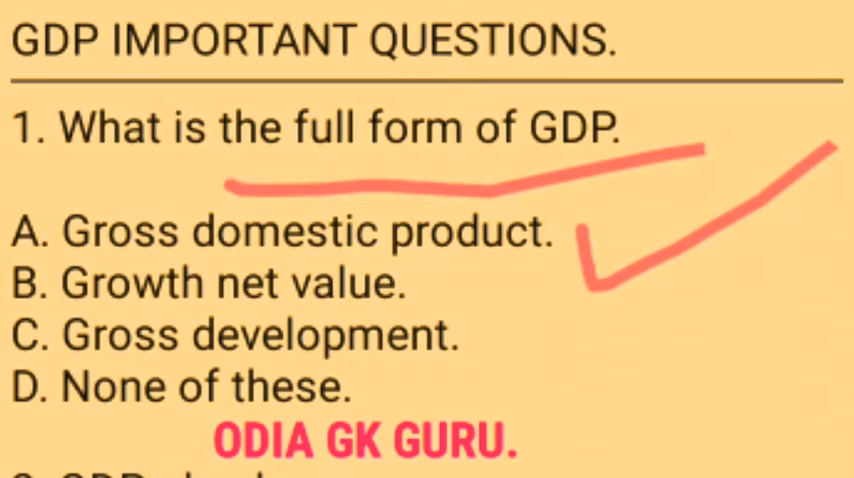 GDP IMPORTANT QUESTIONS.
1. What is the full form of GDP.
A. Gross domestic product.
B. Growth net value.
C. Gross development.
D. None of these.
ODIA GK GURU.